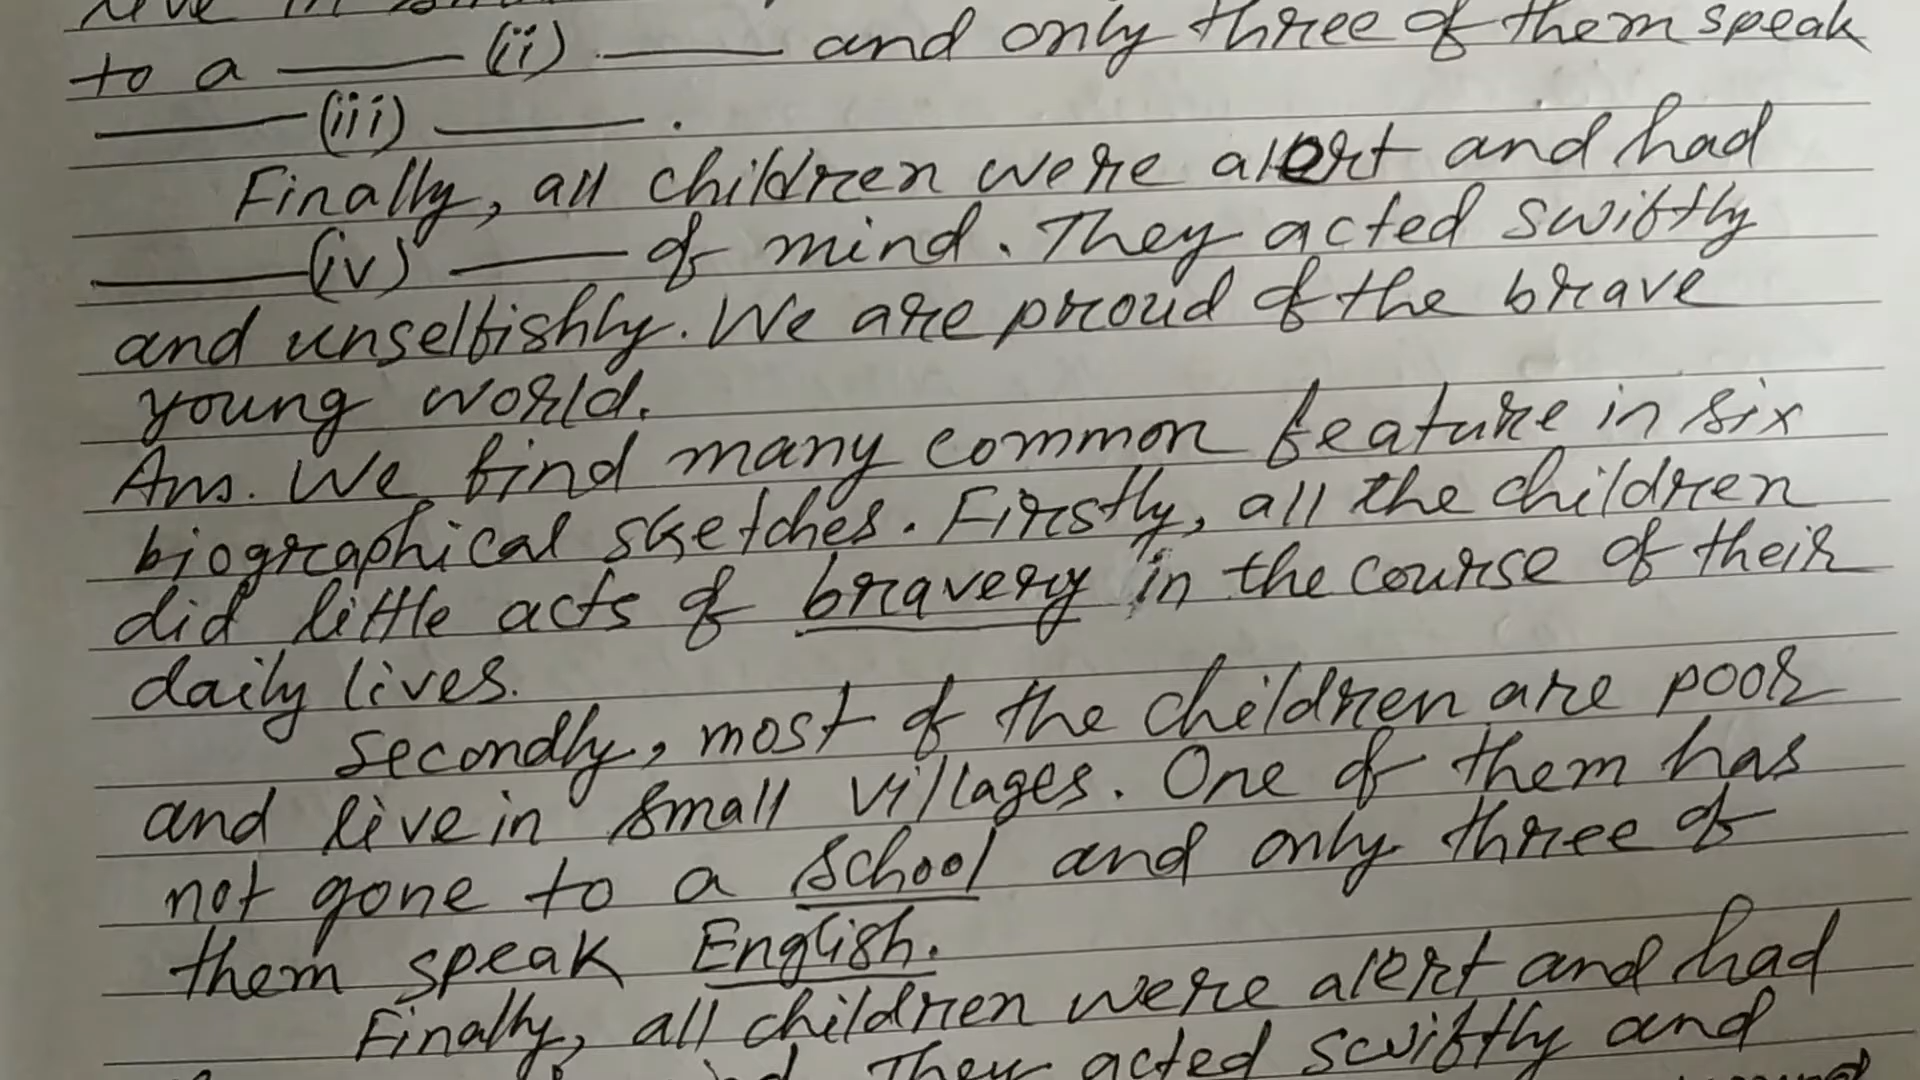 live in
to a ——— (ii) ——— and only three of them speak
——— (iii) ——— .
Finally, all children were alert and had
——— (iv) ——— of mind. They acted swiftly
and unselfishly. We are proud of the brave
young world.
Ans. We find many common feature in six
biographical sketches. Firstly, all the children
did little acts of bravery in the course of their
daily lives.
Secondly, most of the children are poor
and live in small villages. One of them has
not gone to a school and only three of
them speak English.
Finally, all children were alert and had
They acted swiftly and